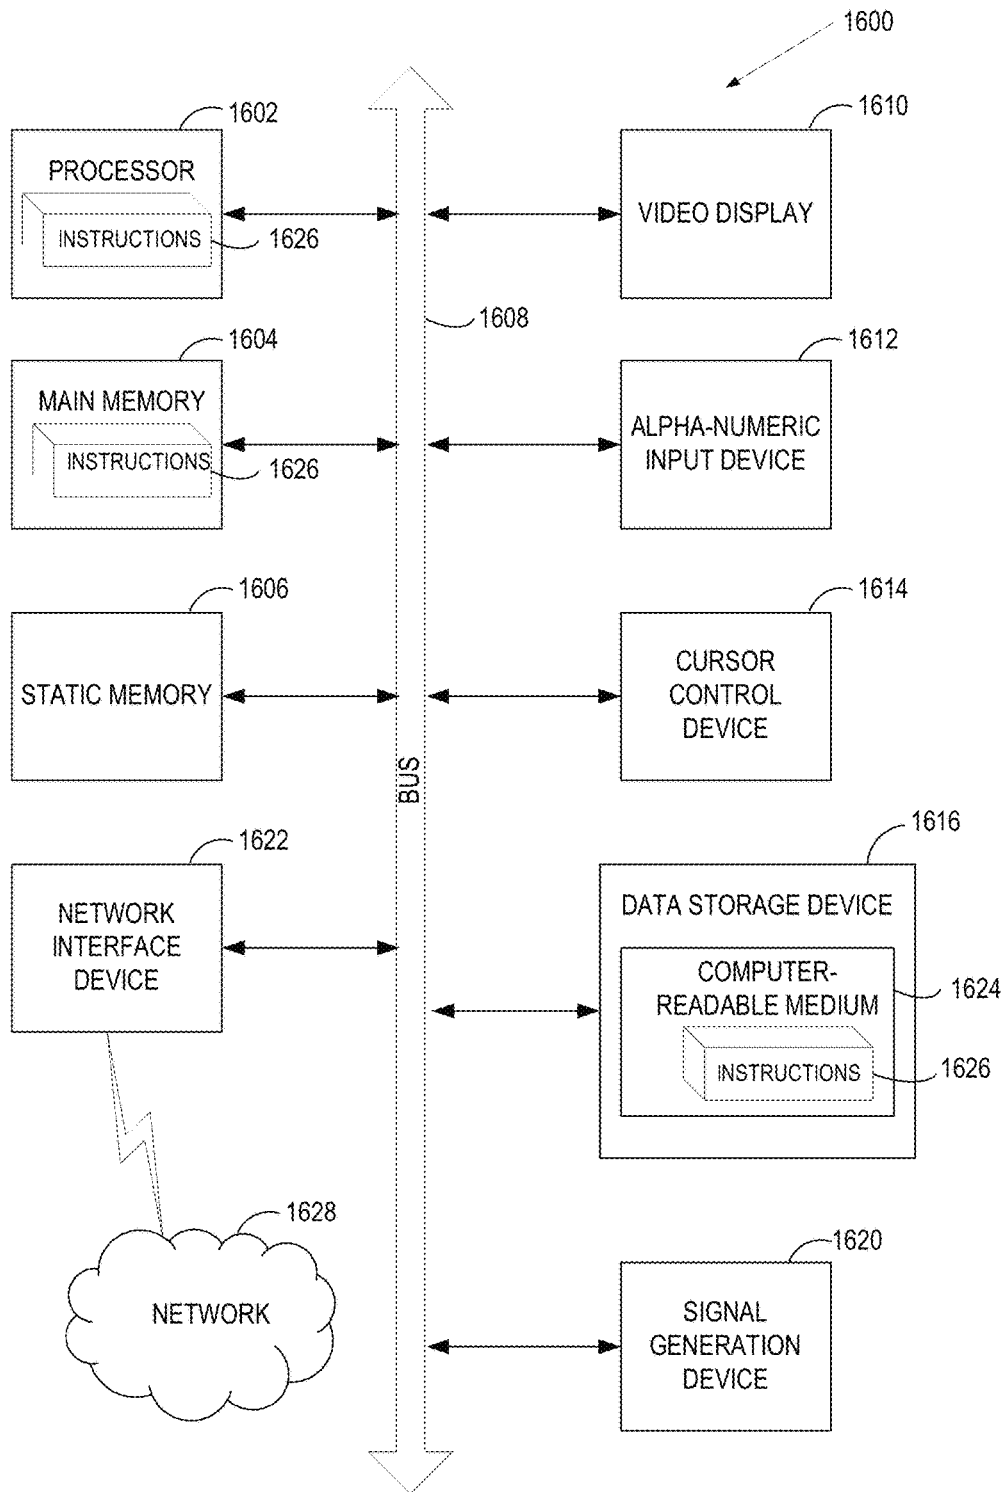 1600
1602
PROCESSOR
INSTRUCTIONS
1626
1610
VIDEO DISPLAY
1608
1604
MAIN MEMORY
INSTRUCTIONS
1626
1612
ALPHA-NUMERIC
INPUT DEVICE
1606
STATIC MEMORY
1614
CURSOR
CONTROL
DEVICE
BUS
1622
NETWORK
INTERFACE
DEVICE
1616
DATA STORAGE DEVICE
COMPUTER-
READABLE MEDIUM
1624
INSTRUCTIONS
1626
1628
NETWORK
1620
SIGNAL
GENERATION
DEVICE